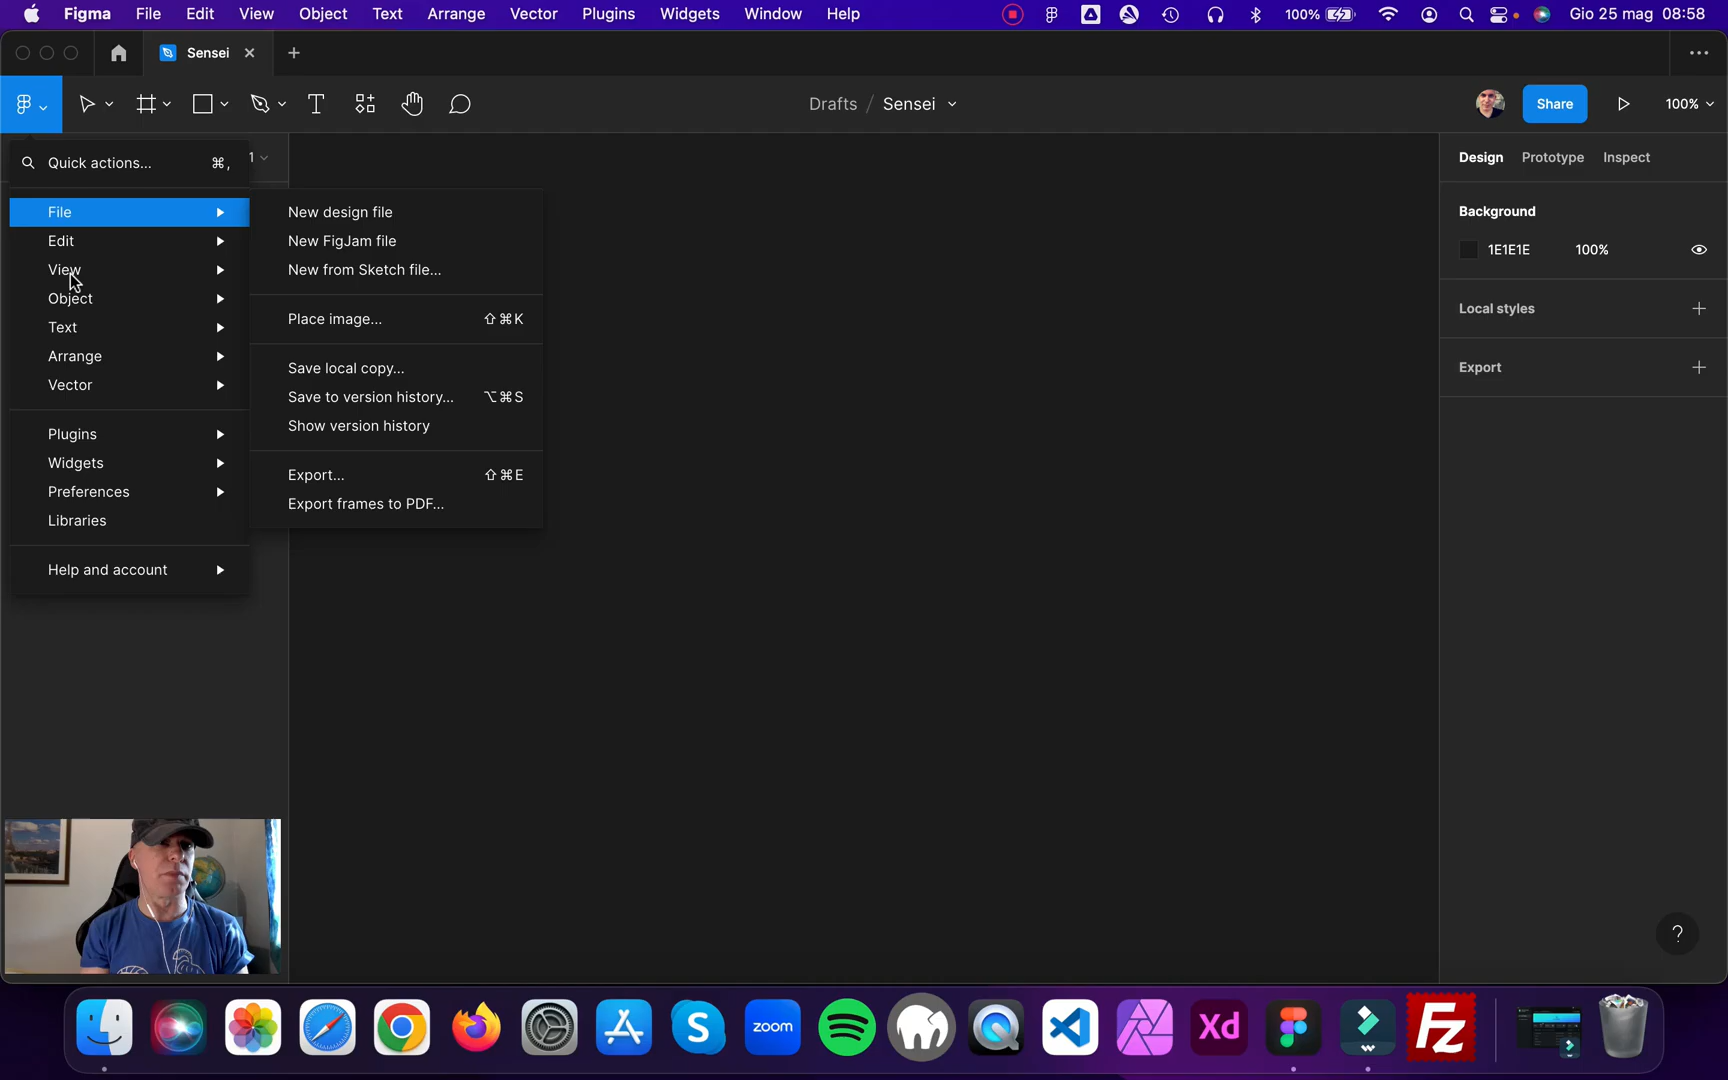 Figma File Edit View Object Text Arrange Vector Plugins Widgets Window Help 100% Gio 25 mag 08:58
Sensei
Drafts / Sensei Share 100%
Quick actions... ⌘, 1
Design Prototype Inspect
File
Edit
View
Object
Text
Arrange
Vector
Plugins
Widgets
Preferences
Libraries
Help and account
New design file
New FigJam file
New from Sketch file...
Place image... ⇧⌘K
Save local copy...
Save to version history... ⌥⌘S
Show version history
Export... ⇧⌘E
Export frames to PDF...
Background
1E1E1E 100%
Local styles
Export
?
zoom
Xd
Fz